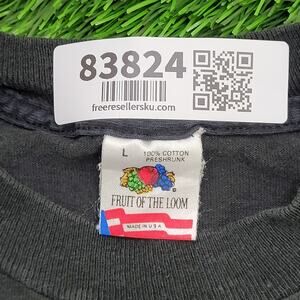 83824
freeresellersku.com
L
100% COTTON
PRESHRUNK
®
FRUIT OF THE LOOM
MADE IN U.S.A.